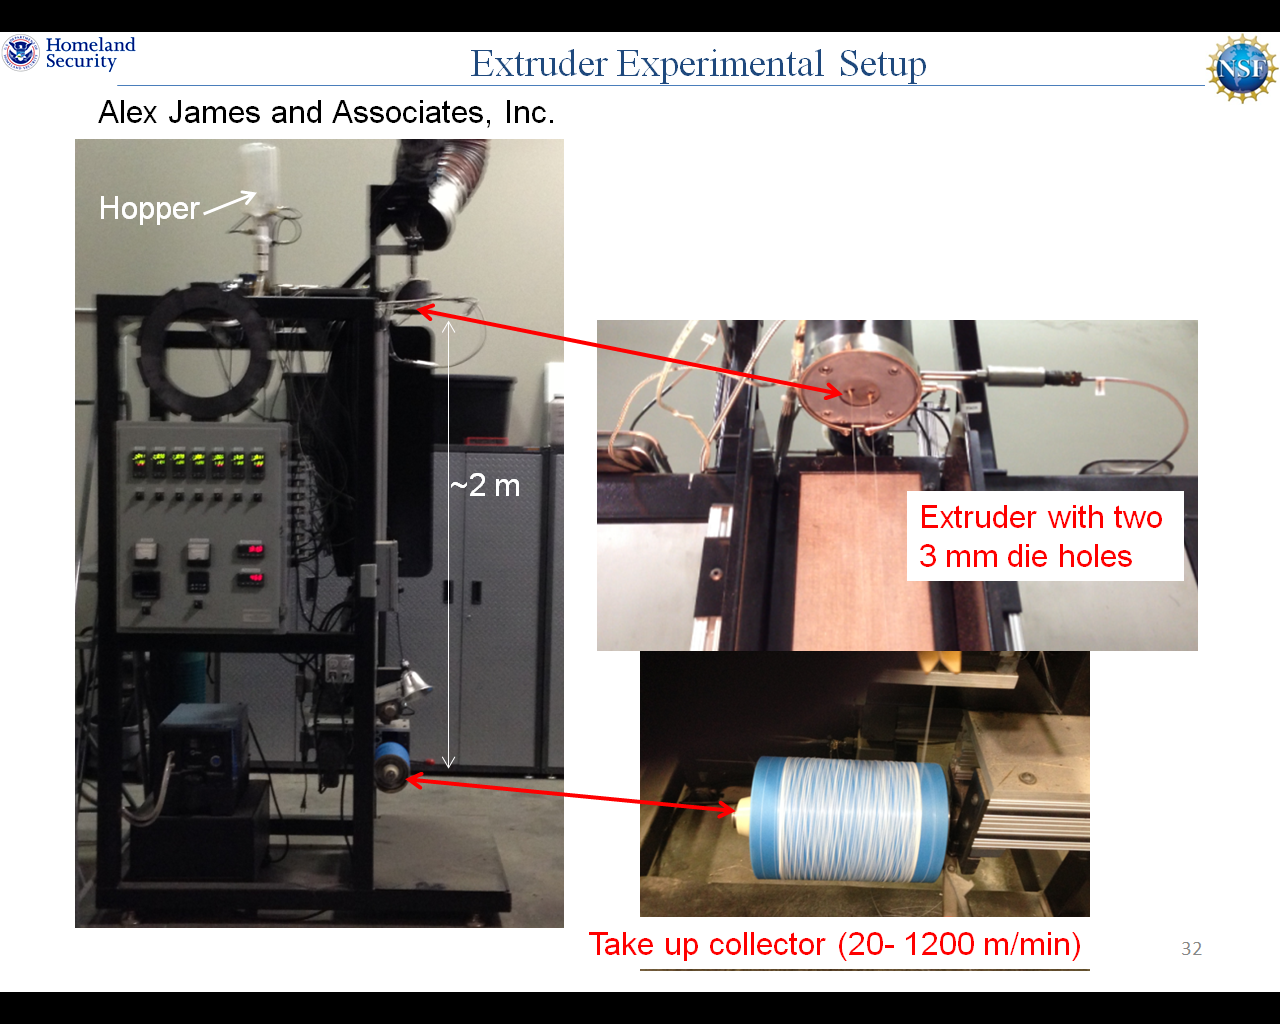 Homeland
Security
Extruder Experimental Setup
NSF
Alex James and Associates, Inc.
Hopper
~2 m
Extruder with two
3 mm die holes
Take up collector (20- 1200 m/min)
32